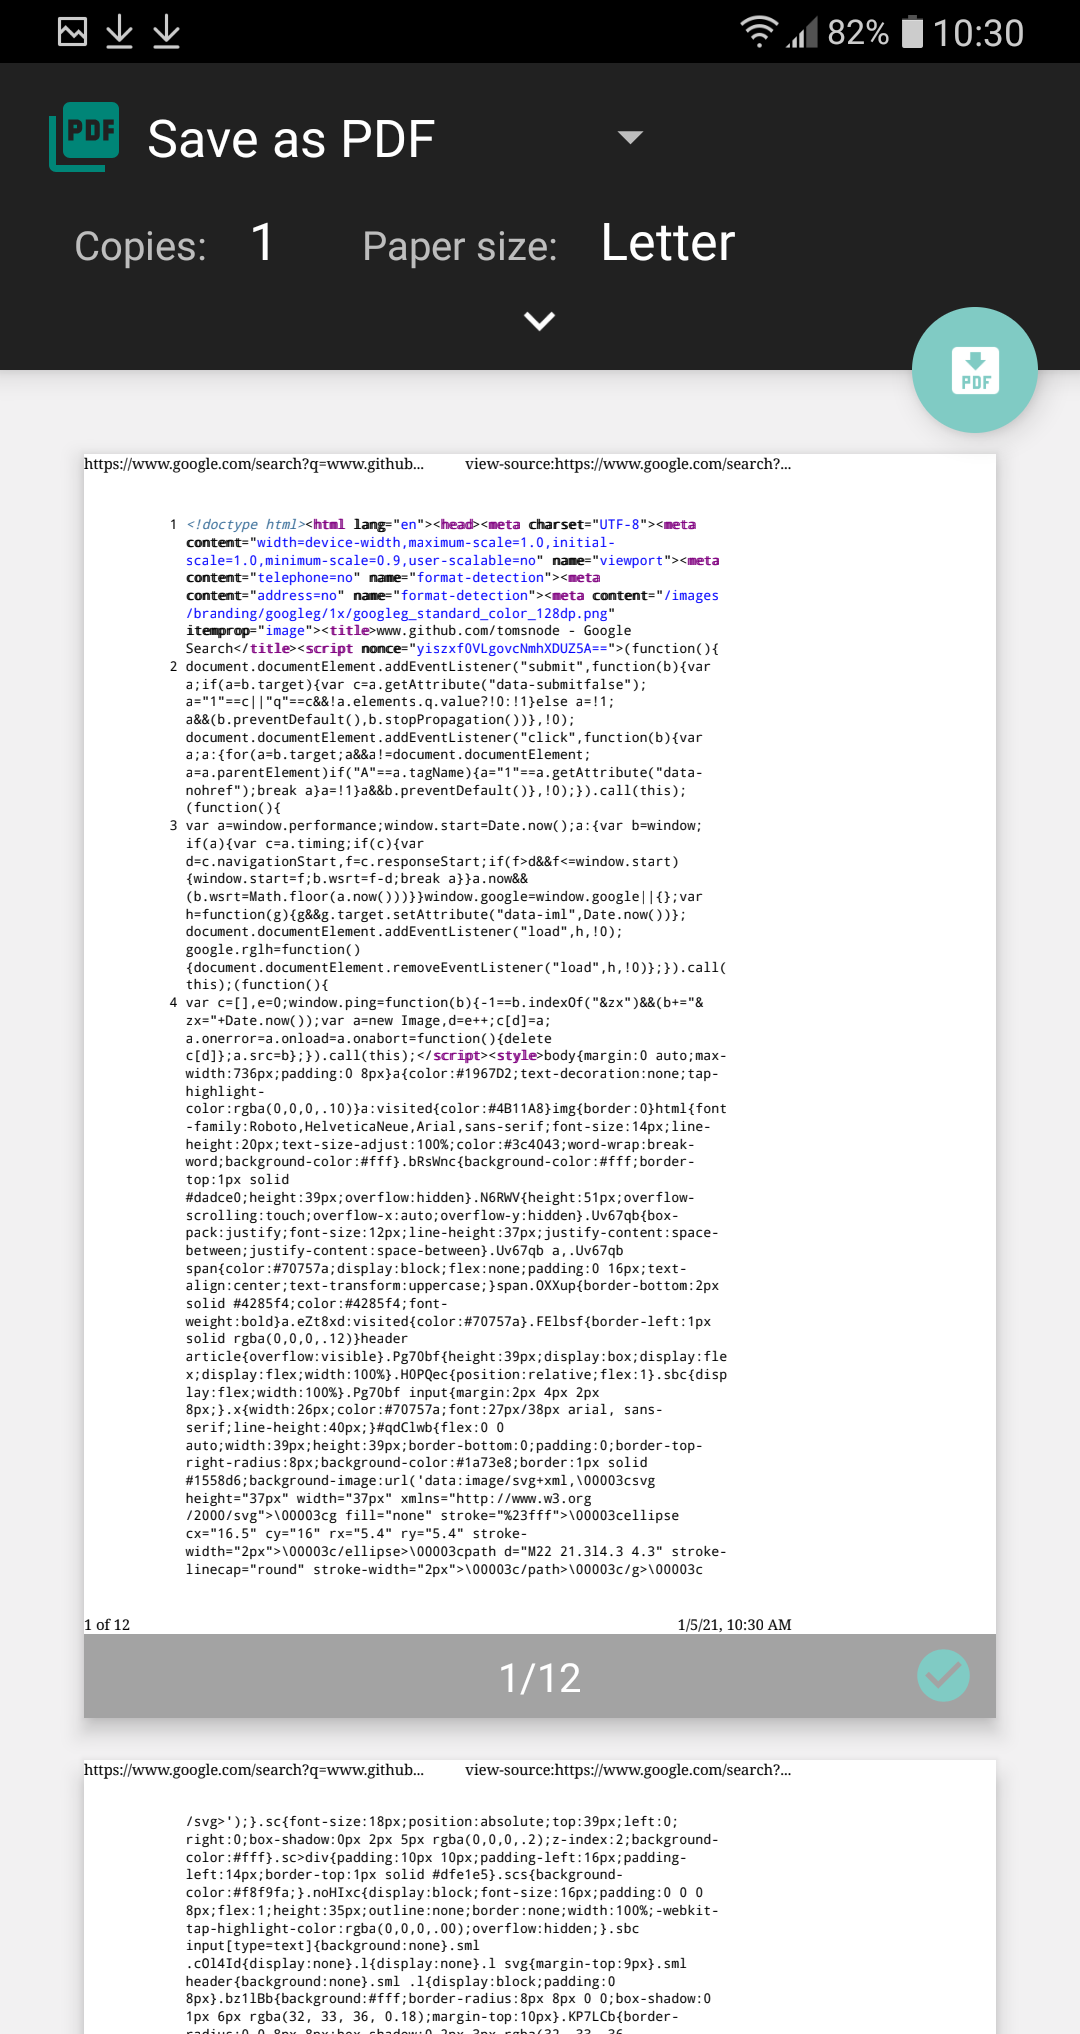 82% 10:30
PDF Save as PDF
Copies: 1 Paper size: Letter
PDF
https://www.google.com/search?q=www.github... view-source:https://www.google.com/search?...
1 <!doctype html><html lang="en"><head><meta charset="UTF-8"><meta
content="width=device-width,maximum-scale=1.0,initial-
scale=1.0,minimum-scale=0.9,user-scalable=no" name="viewport"><meta
content="telephone=no" name="format-detection"><meta
content="address=no" name="format-detection"><meta content="/images
/branding/googleg/1x/googleg_standard_color_128dp.png"
itemprop="image"><title>www.github.com/tomsnode - Google
Search</title><script nonce="yiszxf0VLgovcNmhXDUZ5A==">(function(){
2 document.documentElement.addEventListener("submit",function(b){var
a;if(a=b.target){var c=a.getAttribute("data-submitfalse");
a="1"==c||"q"==c&&!a.elements.q.value?!0:!1}else a=!1;
a&&(b.preventDefault(),b.stopPropagation())},!0);
document.documentElement.addEventListener("click",function(b){var
a;a:{for(a=b.target;a&&a!=document.documentElement;
a=a.parentElement)if("A"==a.tagName){a="1"==a.getAttribute("data-
nohref");break a}a=!1}a&&b.preventDefault()},!0);}).call(this);
(function(){
3 var a=window.performance;window.start=Date.now();a:{var b=window;
if(a){var c=a.timing;if(c){var
d=c.navigationStart,f=c.responseStart;if(f>d&&f<=window.start)
{window.start=f;b.wsrt=f-d;break a}}a.now&&
(b.wsrt=Math.floor(a.now()))}}window.google=window.google||{};var
h=function(g){g&&g.target.setAttribute("data-iml",Date.now())};
document.documentElement.addEventListener("load",h,!0);
google.rglh=function()
{document.documentElement.removeEventListener("load",h,!0)};}).call(
this);(function(){
4 var c=[],e=0;window.ping=function(b){-1==b.indexOf("&zx")&&(b+="&
zx="+Date.now());var a=new Image,d=e++;c[d]=a;
a.onerror=a.onload=a.onabort=function(){delete
c[d]};a.src=b};}).call(this);</script><style>body{margin:0 auto;max-
width:736px;padding:0 8px}a{color:#1967D2;text-decoration:none;tap-
highlight-
color:rgba(0,0,0,.10)}a:visited{color:#4B11A8}img{border:0}html{font
-family:Roboto,HelveticaNeue,Arial,sans-serif;font-size:14px;line-
height:20px;text-size-adjust:100%;color:#3c4043;word-wrap:break-
word;background-color:#fff}.bRsWnc{background-color:#fff;border-
top:1px solid
#dadce0;height:39px;overflow:hidden}.N6RWV{height:51px;overflow-
scrolling:touch;overflow-x:auto;overflow-y:hidden}.Uv67qb{box-
pack:justify;font-size:12px;line-height:37px;justify-content:space-
between;justify-content:space-between}.Uv67qb a,.Uv67qb
span{color:#70757a;display:block;flex:none;padding:0 16px;text-
align:center;text-transform:uppercase;}span.OXXup{border-bottom:2px
solid #4285f4;color:#4285f4;font-
weight:bold}a.eZt8xd:visited{color:#70757a}.FElbsf{border-left:1px
solid rgba(0,0,0,.12)}header
article{overflow:visible}.Pg70bf{height:39px;display:box;display:fle
x;display:flex;width:100%}.H0PQec{position:relative;flex:1}.sbc{disp
lay:flex;width:100%}.Pg70bf input{margin:2px 4px 2px
8px;}.x{width:26px;color:#70757a;font:27px/38px arial, sans-
serif;line-height:40px;}#qdClwb{flex:0 0
auto;width:39px;height:39px;border-bottom:0;padding:0;border-top-
right-radius:8px;background-color:#1a73e8;border:1px solid
#1558d6;background-image:url('data:image/svg+xml,\00003csvg
height="37px" width="37px" xmlns="http://www.w3.org
/2000/svg">\00003cg fill="none" stroke="%23fff">\00003cellipse
cx="16.5" cy="16" rx="5.4" ry="5.4" stroke-
width="2px">\00003c/ellipse>\00003cpath d="M22 21.3l4.3 4.3" stroke-
linecap="round" stroke-width="2px">\00003c/path>\00003c/g>\00003c
1 of 12 1/5/21, 10:30 AM
1/12
https://www.google.com/search?q=www.github... view-source:https://www.google.com/search?...
/svg>');}.sc{font-size:18px;position:absolute;top:39px;left:0;
right:0;box-shadow:0px 2px 5px rgba(0,0,0,.2);z-index:2;background-
color:#fff}.sc>div{padding:10px 10px;padding-left:16px;padding-
left:14px;border-top:1px solid #dfe1e5}.scs{background-
color:#f8f9fa;}.noHIxc{display:block;font-size:16px;padding:0 0 0
8px;flex:1;height:35px;outline:none;border:none;width:100%;-webkit-
tap-highlight-color:rgba(0,0,0,.00);overflow:hidden;}.sbc
input[type=text]{background:none}.sml
.cOl4Id{display:none}.l{display:none}.l svg{margin-top:9px}.sml
header{background:none}.sml .l{display:block;padding:0
8px}.bz1lBb{background:#fff;border-radius:8px 8px 0 0;box-shadow:0
1px 6px rgba(32, 33, 36, 0.18);margin-top:10px}.KP7LCb{border-
radius:0 0 8px 8px;box-shadow:0 2px 3px rgba(32, 33, 36,